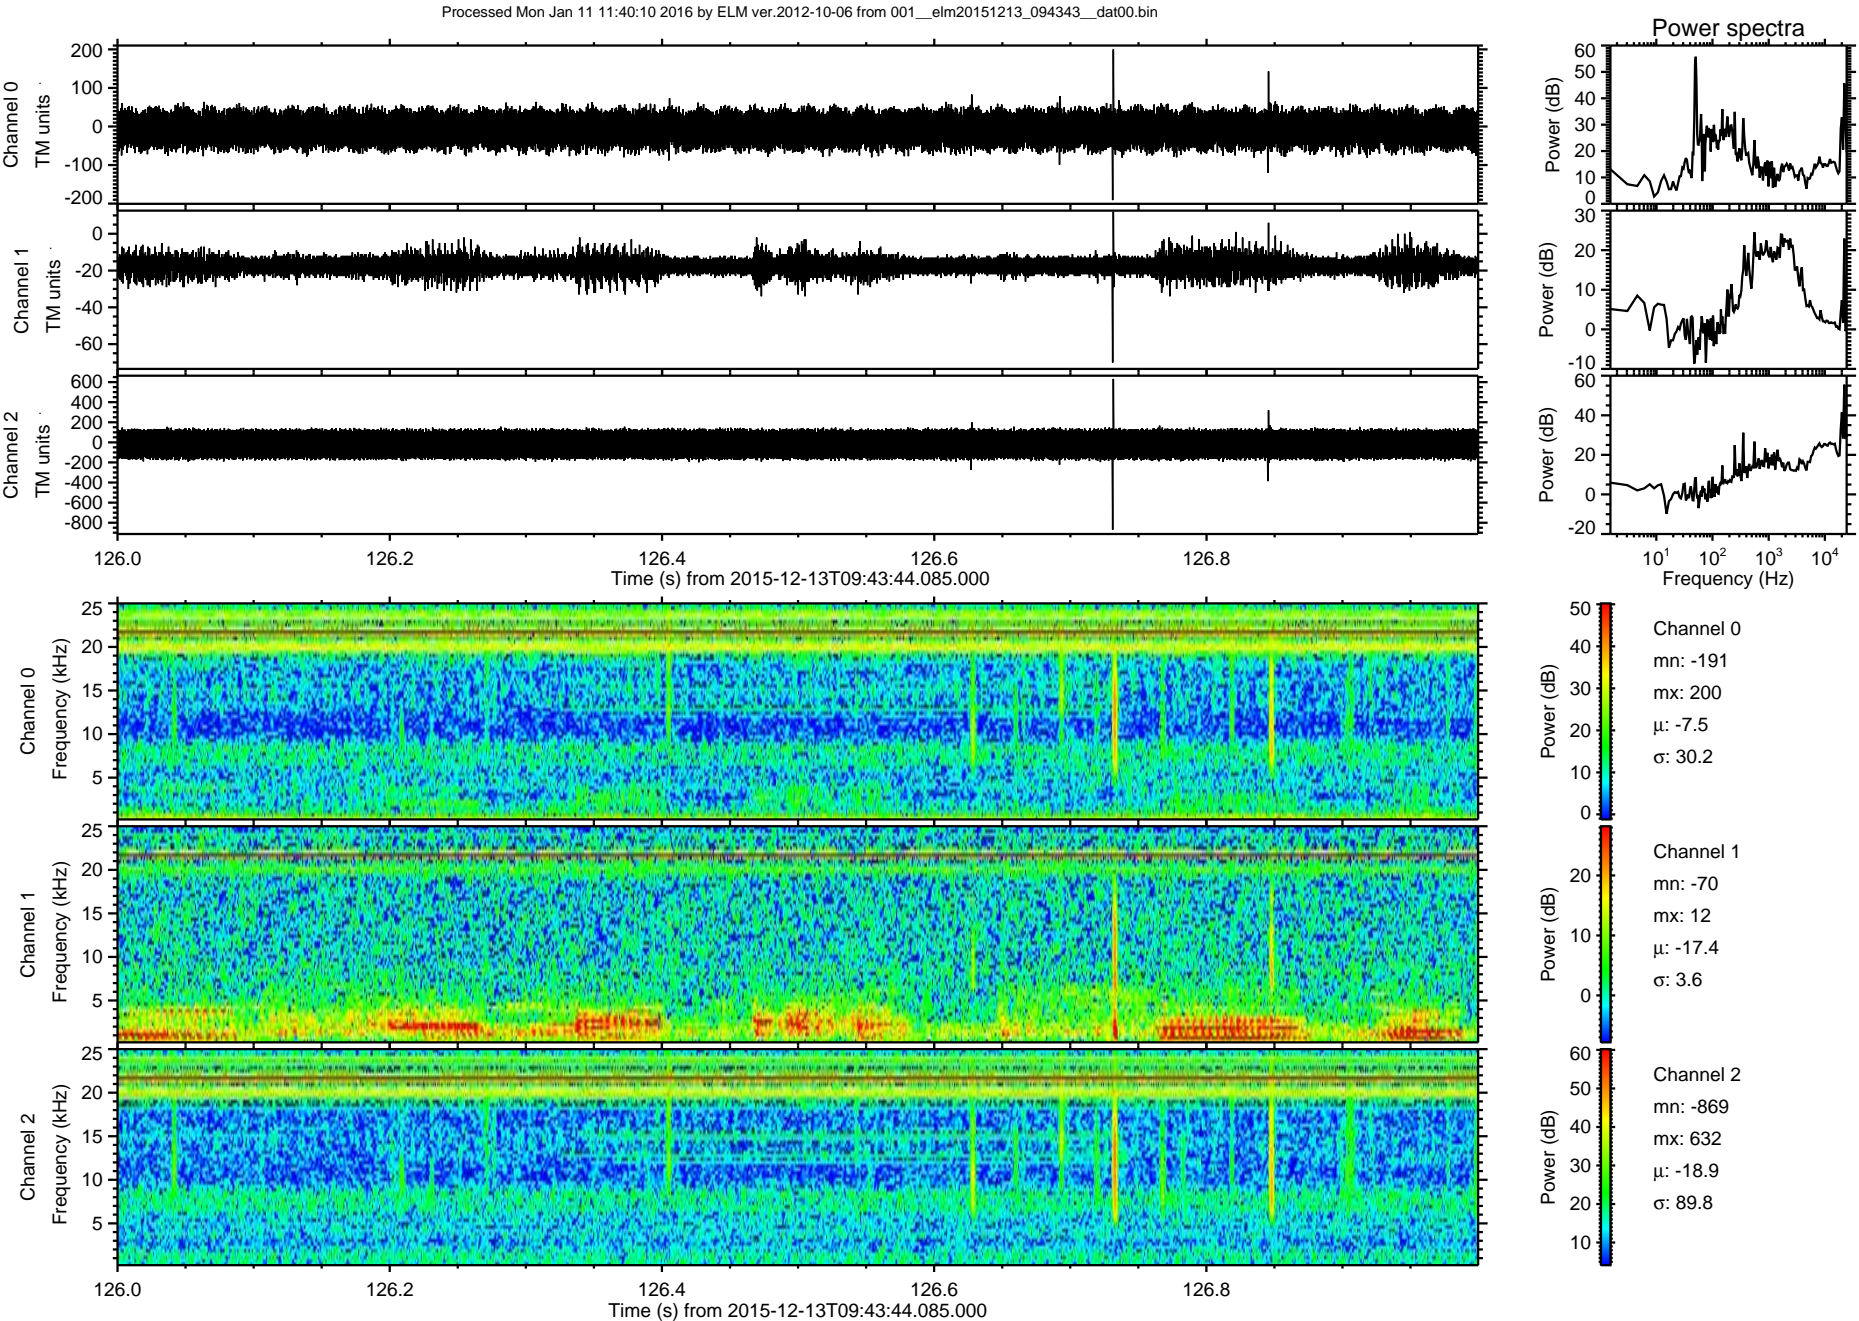 Processed Mon Jan 11 11:40:10 2016 by ELM ver.2012-10-06 from 001__elm20151213_094343__dat00.bin
Power spectra
Channel 0
TM units
200
100
0
-100
-200
Power (dB)
60
50
40
30
20
10
0
Channel 1
TM units
0
-20
-40
-60
Power (dB)
30
20
10
0
-10
Channel 2
TM units
600
400
200
0
-200
-400
-600
-800
Power (dB)
60
40
20
0
-20
126.0 126.2 126.4 126.6 126.8
Time (s) from 2015-12-13T09:43:44.085.000
10¹ 10² 10³ 10⁴
Frequency (Hz)
Channel 0
Frequency (kHz)
25
20
15
10
5
Power (dB)
50
40
30
20
10
0
Channel 0
mn: -191
mx: 200
μ: -7.5
σ: 30.2
Channel 1
Frequency (kHz)
25
20
15
10
5
Power (dB)
20
10
0
Channel 1
mn: -70
mx: 12
μ: -17.4
σ: 3.6
Channel 2
Frequency (kHz)
25
20
15
10
5
Power (dB)
60
50
40
30
20
10
Channel 2
mn: -869
mx: 632
μ: -18.9
σ: 89.8
126.0 126.2 126.4 126.6 126.8
Time (s) from 2015-12-13T09:43:44.085.000